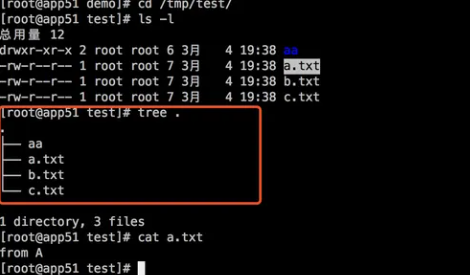 [root@app51 demo]# cd /tmp/test/
[root@app51 test]# ls -l
总用量 12
drwxr-xr-x 2 root root 6 3月 4 19:38 aa
-rw-r--r-- 1 root root 7 3月 4 19:38 a.txt
-rw-r--r-- 1 root root 7 3月 4 19:38 b.txt
-rw-r--r-- 1 root root 7 3月 4 19:38 c.txt
[root@app51 test]# tree .
.
├── aa
├── a.txt
├── b.txt
└── c.txt
1 directory, 3 files
[root@app51 test]# cat a.txt
from A
[root@app51 test]#